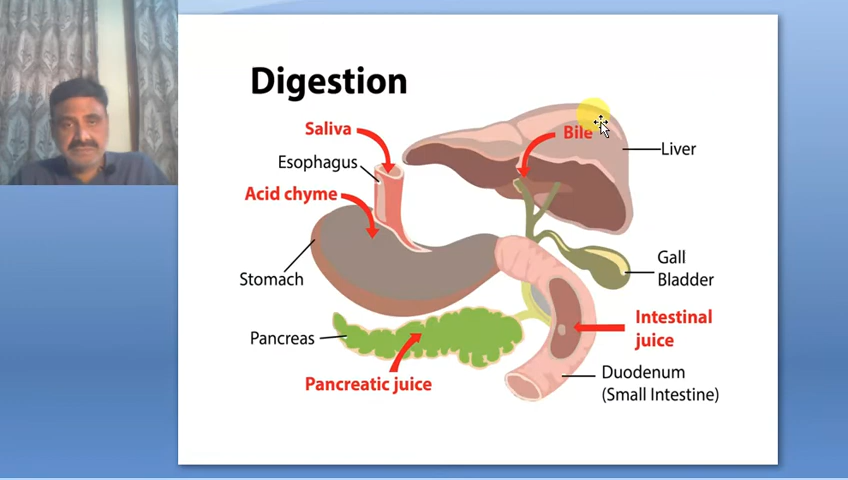 Digestion
Saliva
Bile
Esophagus
Liver
Acid chyme
Stomach
Gall
Bladder
Intestinal
juice
Pancreas
Pancreatic juice
Duodenum
(Small Intestine)